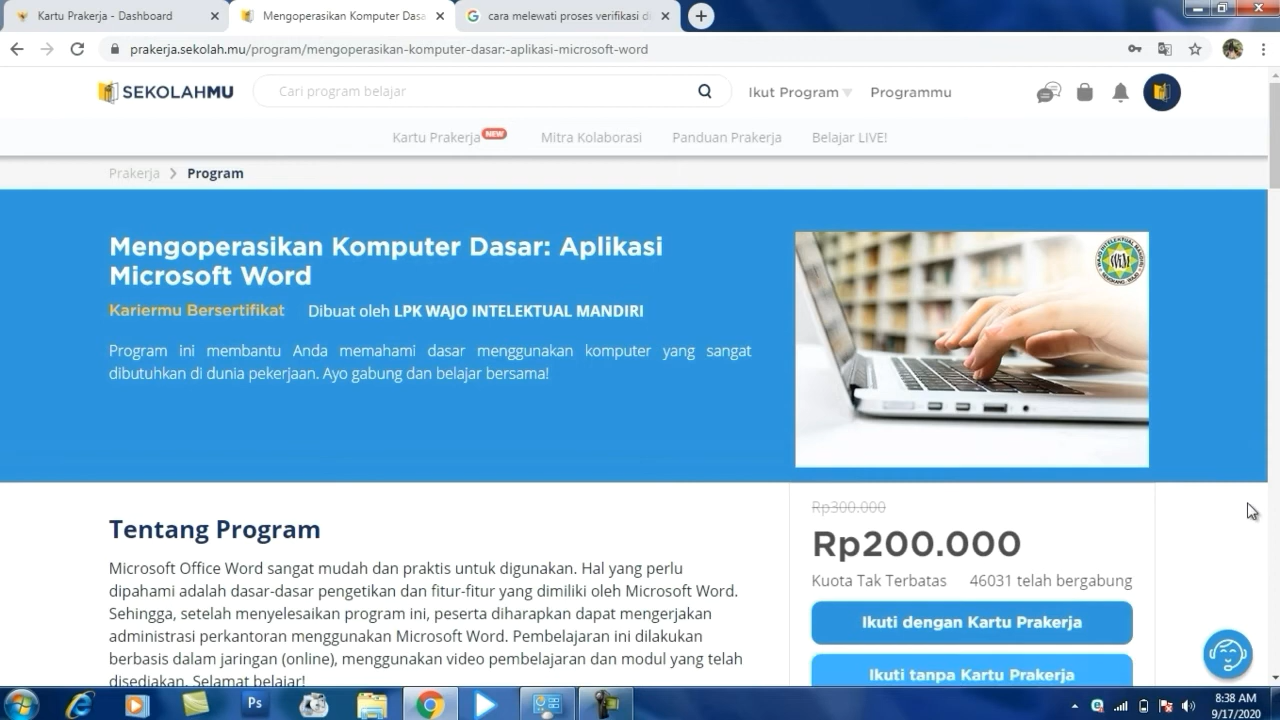 Kartu Prakerja - Dashboard
Mengoperasikan Komputer Dasa
cara melewati proses verifikasi di
prakerja.sekolah.mu/program/mengoperasikan-komputer-dasar:-aplikasi-microsoft-word
SEKOLAHMU
Cari program belajar
Ikut Program
Programmu
Kartu Prakerja NEW
Mitra Kolaborasi
Panduan Prakerja
Belajar LIVE!
Prakerja
Program
Mengoperasikan Komputer Dasar: Aplikasi
Microsoft Word
Kariermu Bersertifikat
Dibuat oleh LPK WAJO INTELEKTUAL MANDIRI
Program ini membantu Anda memahami dasar menggunakan komputer yang sangat
dibutuhkan di dunia pekerjaan. Ayo gabung dan belajar bersama!
WIM
Tentang Program
Microsoft Office Word sangat mudah dan praktis untuk digunakan. Hal yang perlu
dipahami adalah dasar-dasar pengetikan dan fitur-fitur yang dimiliki oleh Microsoft Word.
Sehingga, setelah menyelesaikan program ini, peserta diharapkan dapat mengerjakan
administrasi perkantoran menggunakan Microsoft Word. Pembelajaran ini dilakukan
berbasis dalam jaringan (online), menggunakan video pembelajaran dan modul yang telah
disediakan. Selamat belajar!
Rp300.000
Rp200.000
Kuota Tak Terbatas
46031 telah bergabung
Ikuti dengan Kartu Prakerja
Ikuti tanpa Kartu Prakerja
Ps
8:38 AM
9/17/2020